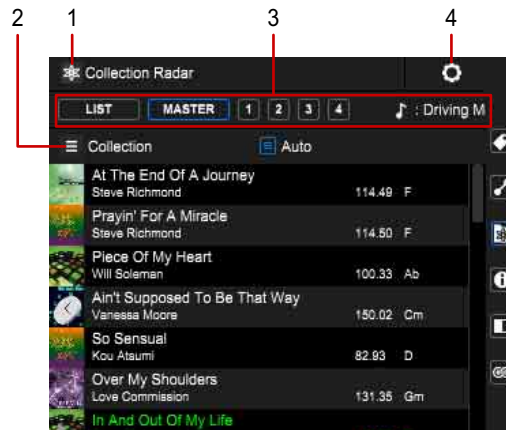 2 1 3 4
Collection Radar
LIST MASTER 1 2 3 4 : Driving M
Collection Auto
At The End Of A Journey
Steve Richmond 114.49 F
Prayin' For A Miracle
Steve Richmond 114.50 F
Piece Of My Heart
Will Soleman 100.33 Ab
Ain't Supposed To Be That Way
Vanessa Moore 150.02 Cm
So Sensual
Kou Atsumi 82.93 D
Over My Shoulders
Love Commission 131.35 Gm
In And Out Of My Life